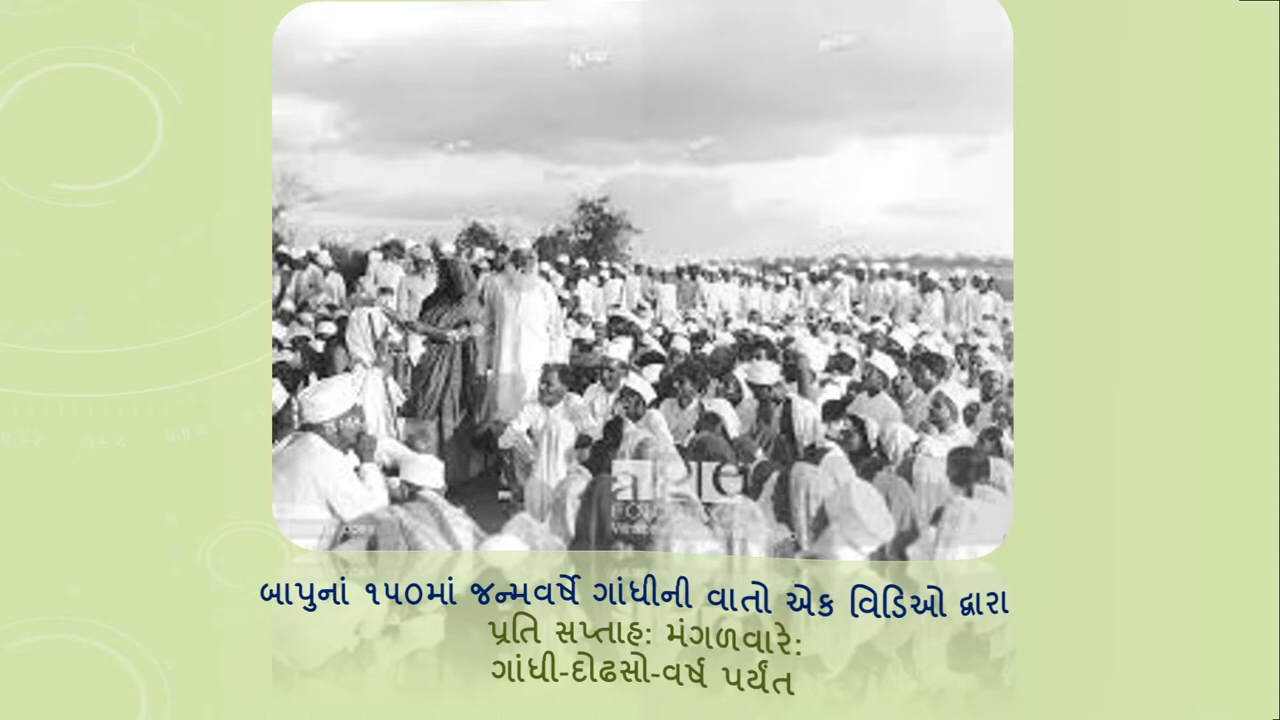 બાપુનાં ૧૫૦માં જન્મવર્ષે ગાંધીની વાતો એક વિડિઓ દ્વારા
પ્રતિ સપ્તાહ: મંગળવારે:
ગાંધી-દોઢસો-વર્ષ પર્યંત